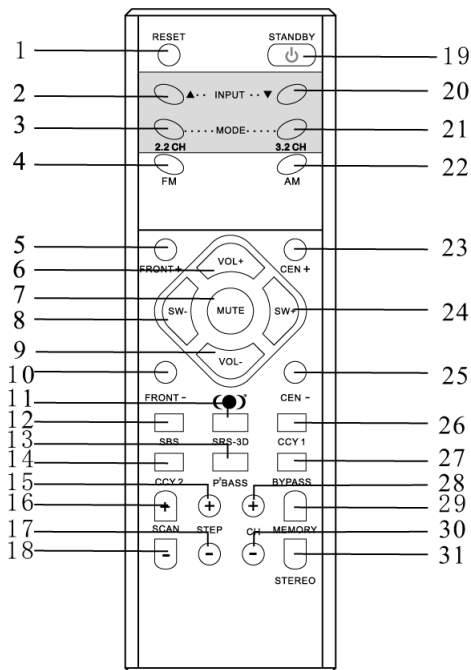 RESET STANDBY
1 19
2 ▲ INPUT ▼ 20
3 MODE 21
2.2 CH 3.2 CH
4 FM AM 22
5 23
FRONT+ VOL+ CEN +
6
7 MUTE
8 SW- SW+ 24
9 VOL-
10 25
FRONT - CEN -
11
12 26
SBS SRS-3D CCY 1
13
14 27
CCY 2 P³BASS BYPASS
15 + + 28
16 + 29
SCAN STEP CH MEMORY
17 30
18 - - - 31
STEREO